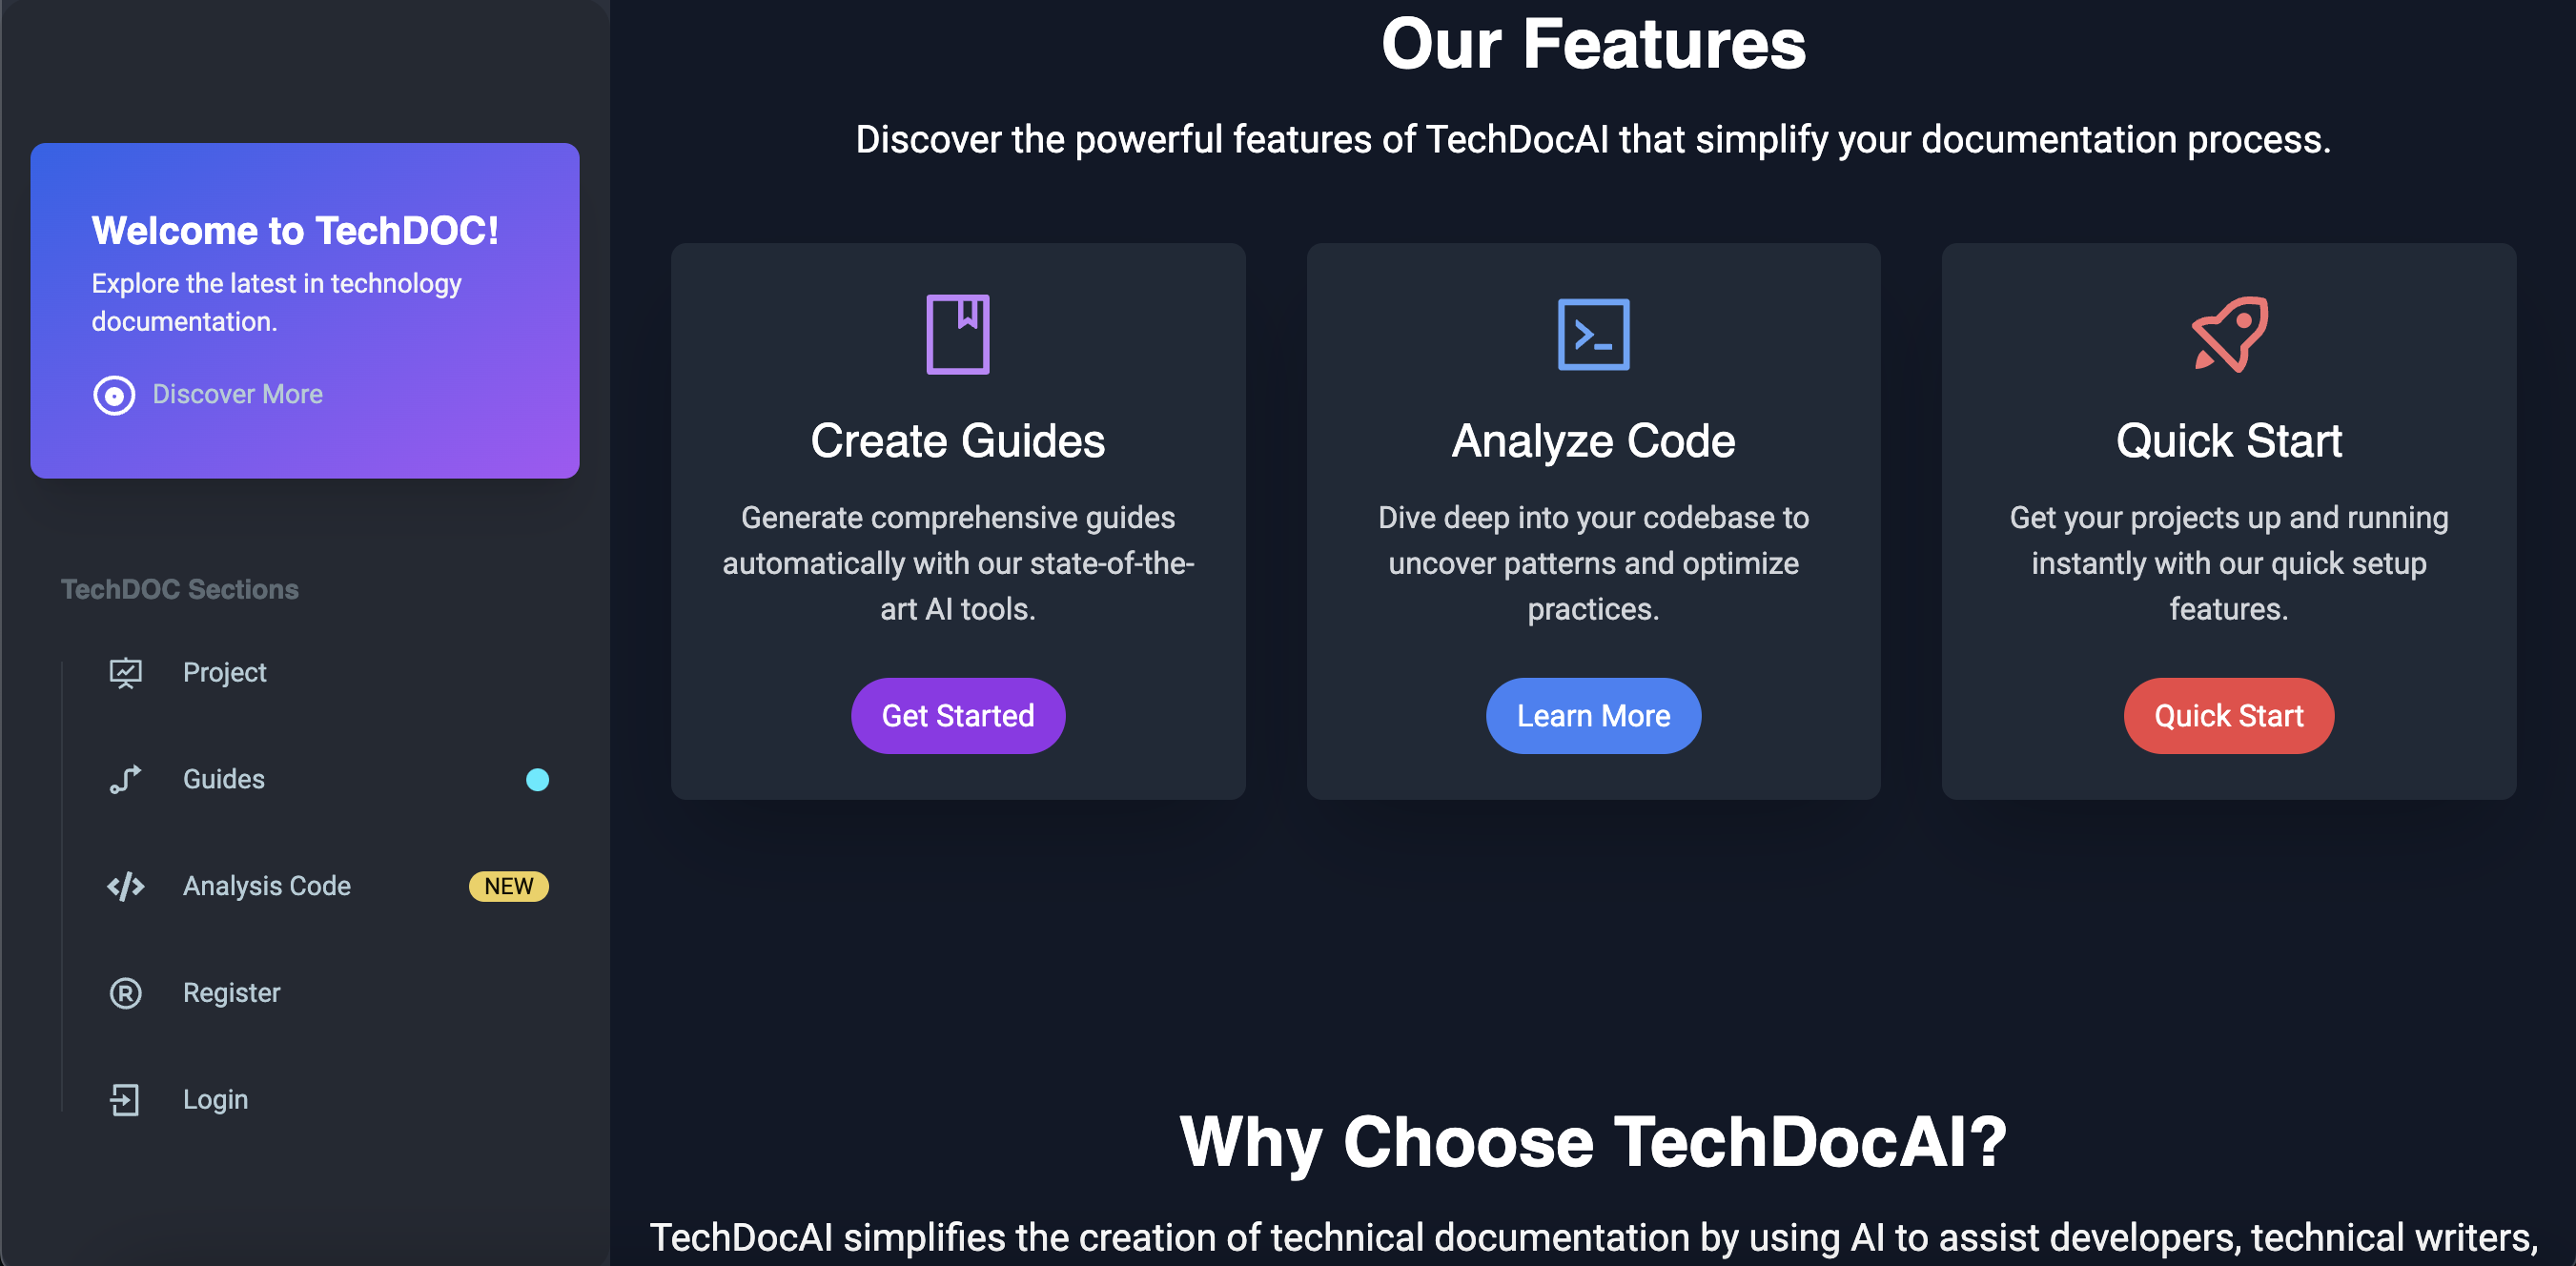 Welcome to TechDOC!
Explore the latest in technology
documentation.
Discover More
TechDOC Sections
Project
Guides
Analysis Code
NEW
Register
Login
Our Features
Discover the powerful features of TechDocAI that simplify your documentation process.
Create Guides
Generate comprehensive guides
automatically with our state-of-the-
art AI tools.
Get Started
Analyze Code
Dive deep into your codebase to
uncover patterns and optimize
practices.
Learn More
Quick Start
Get your projects up and running
instantly with our quick setup
features.
Quick Start
Why Choose TechDocAI?
TechDocAI simplifies the creation of technical documentation by using AI to assist developers, technical writers,